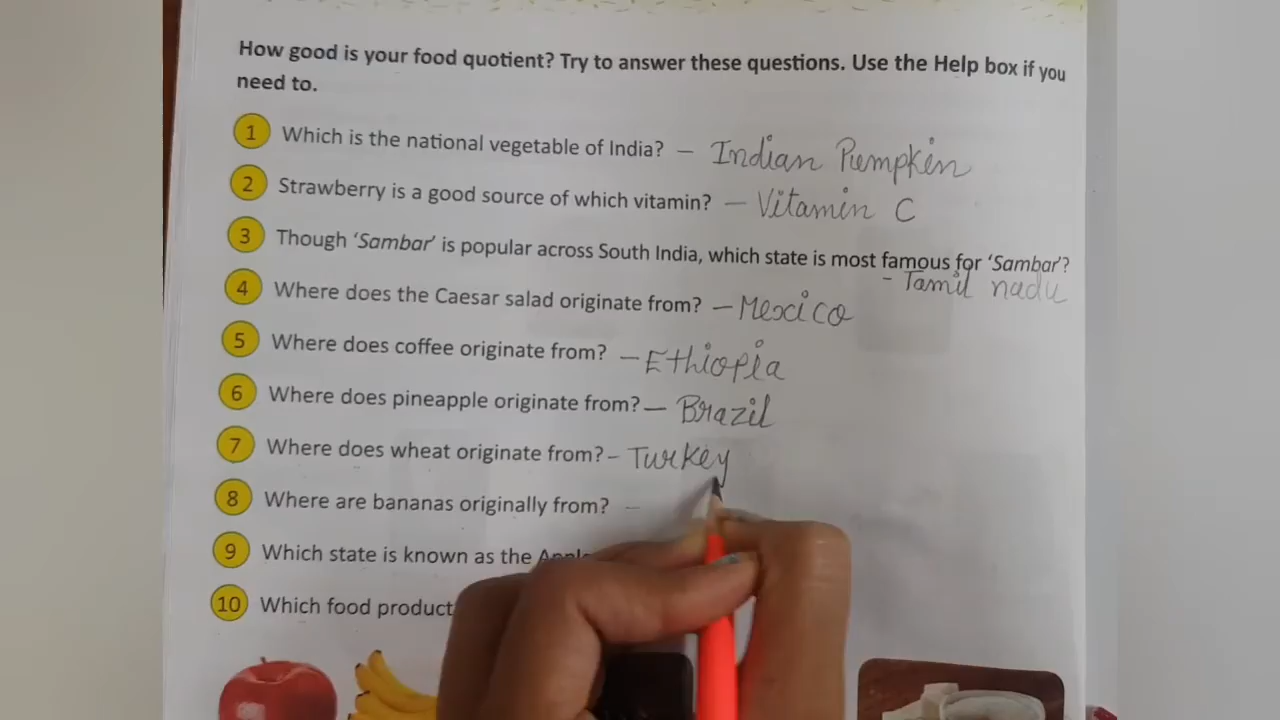 How good is your food quotient? Try to answer these questions. Use the Help box if you
need to.
1 Which is the national vegetable of India? – Indian Pumpkin
2 Strawberry is a good source of which vitamin? – Vitamin C
3 Though ‘Sambar’ is popular across South India, which state is most famous for ‘Sambar’?
- Tamil nadu
4 Where does the Caesar salad originate from? – Mexico
5 Where does coffee originate from? – Ethiopia
6 Where does pineapple originate from? – Brazil
7 Where does wheat originate from? – Turkey
8 Where are bananas originally from? –
9 Which state is known as the
10 Which food product